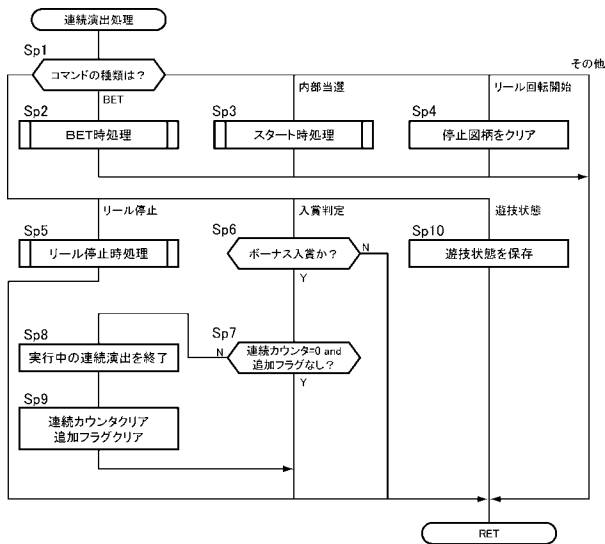 連続演出処理
Sp1
コマンドの種類は？
その他
BET
内部当選
リール回転開始
Sp2
BET時処理
Sp3
スタート時処理
Sp4
停止図柄をクリア
リール停止
入賞判定
遊技状態
Sp5
リール停止時処理
Sp6
ボーナス入賞か？
N
Y
Sp10
遊技状態を保存
Sp8
実行中の連続演出を終了
Sp7
連続カウンタ=0 and
追加フラグなし？
N
Y
Sp9
連続カウンタクリア
追加フラグクリア
RET